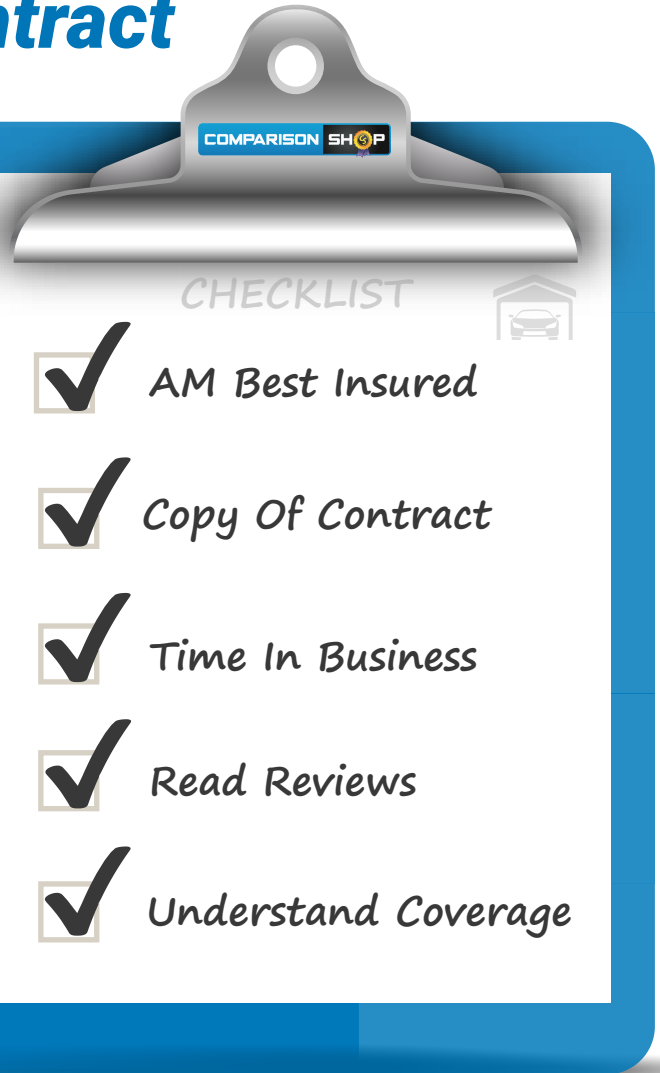 ntract
COMPARISON SHOP
CHECKLIST
AM Best Insured
Copy Of Contract
Time In Business
Read Reviews
Understand Coverage